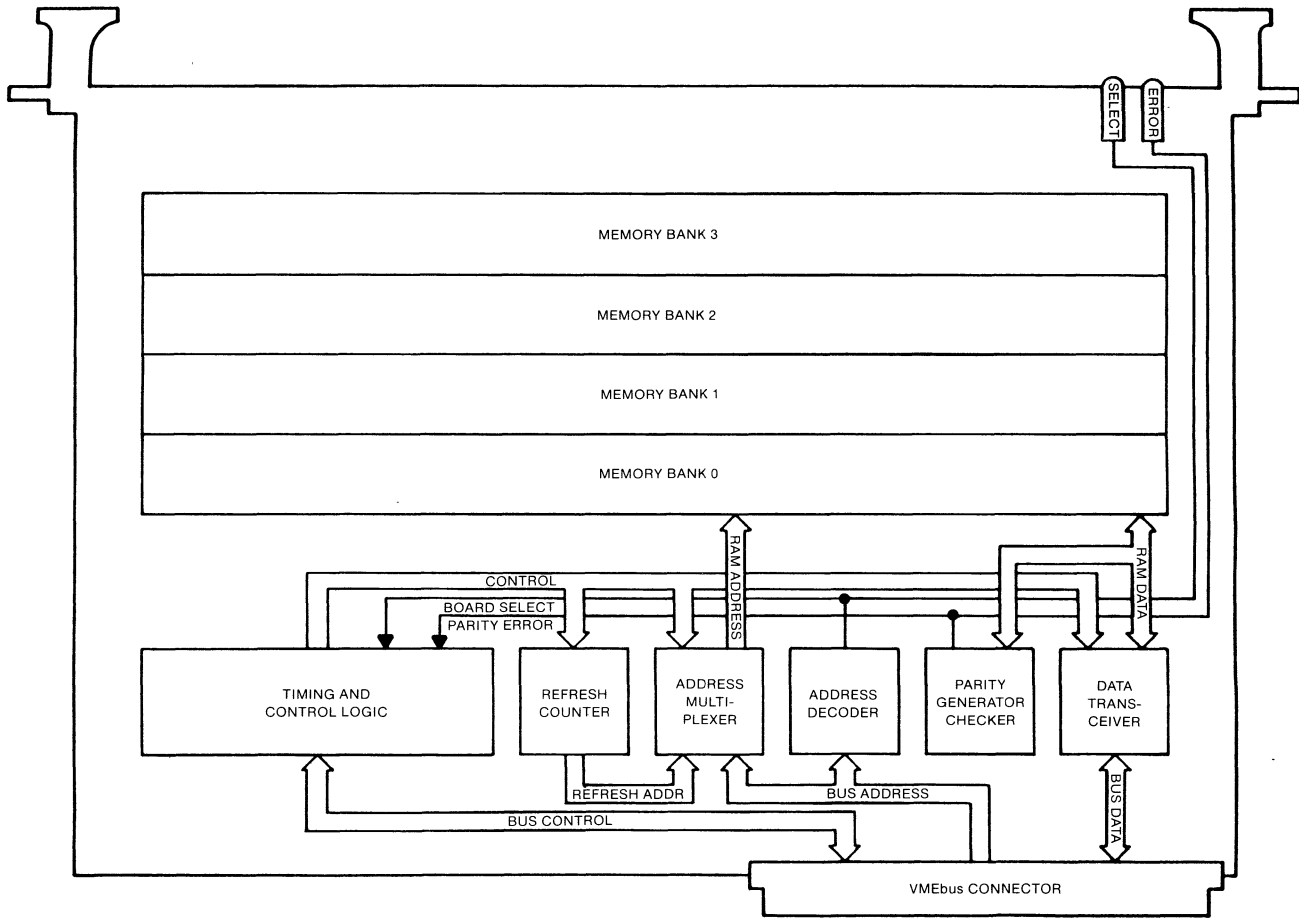 SELECT
ERROR
MEMORY BANK 3
MEMORY BANK 2
MEMORY BANK 1
MEMORY BANK 0
RAM ADDRESS
RAM DATA
CONTROL
BOARD SELECT
PARITY ERROR
TIMING AND
CONTROL LOGIC
REFRESH
COUNTER
ADDRESS
MULTI-
PLEXER
ADDRESS
DECODER
PARITY
GENERATOR
CHECKER
DATA
TRANS-
CEIVER
REFRESH ADDR
BUS ADDRESS
BUS DATA
BUS CONTROL
VMEbus CONNECTOR